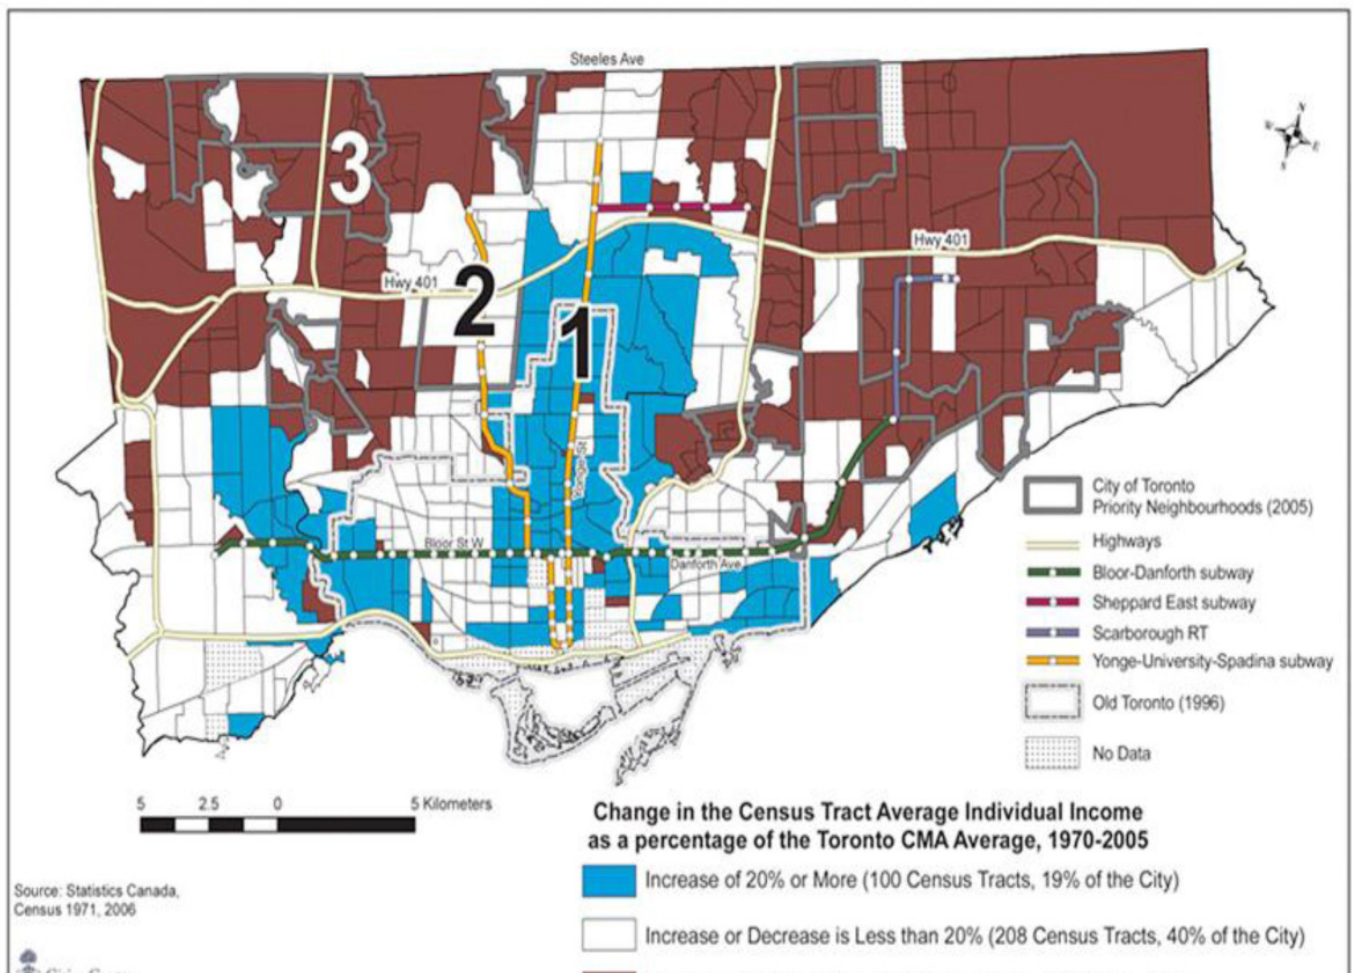 Steeles Ave
3
Hwy 401
Hwy 401
2
1
Yonge St
Bloor St W
Danforth Ave
N
W
E
S
City of Toronto
Priority Neighbourhoods (2005)
Highways
Bloor-Danforth subway
Sheppard East subway
Scarborough RT
Yonge-University-Spadina subway
Old Toronto (1996)
No Data
5 2.5 0 5 Kilometers
Change in the Census Tract Average Individual Income
as a percentage of the Toronto CMA Average, 1970-2005
Increase of 20% or More (100 Census Tracts, 19% of the City)
Increase or Decrease is Less than 20% (208 Census Tracts, 40% of the City)
Source: Statistics Canada,
Census 1971, 2006